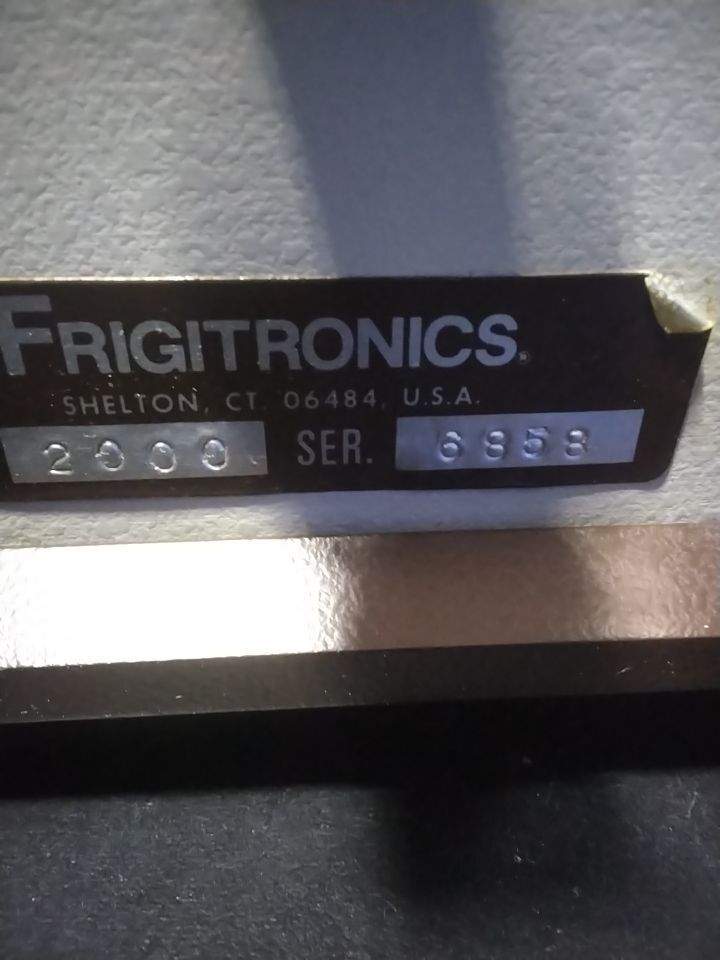 FRIGITRONICS®
SHELTON, CT. 06484, U.S.A.
2000 SER. 6858